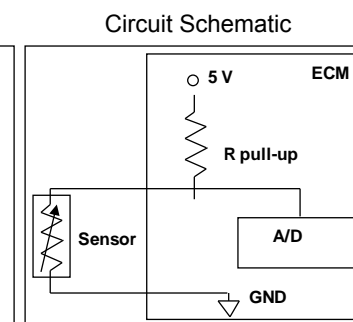 Circuit Schematic
5 V
ECM
R pull-up
Sensor
A/D
GND